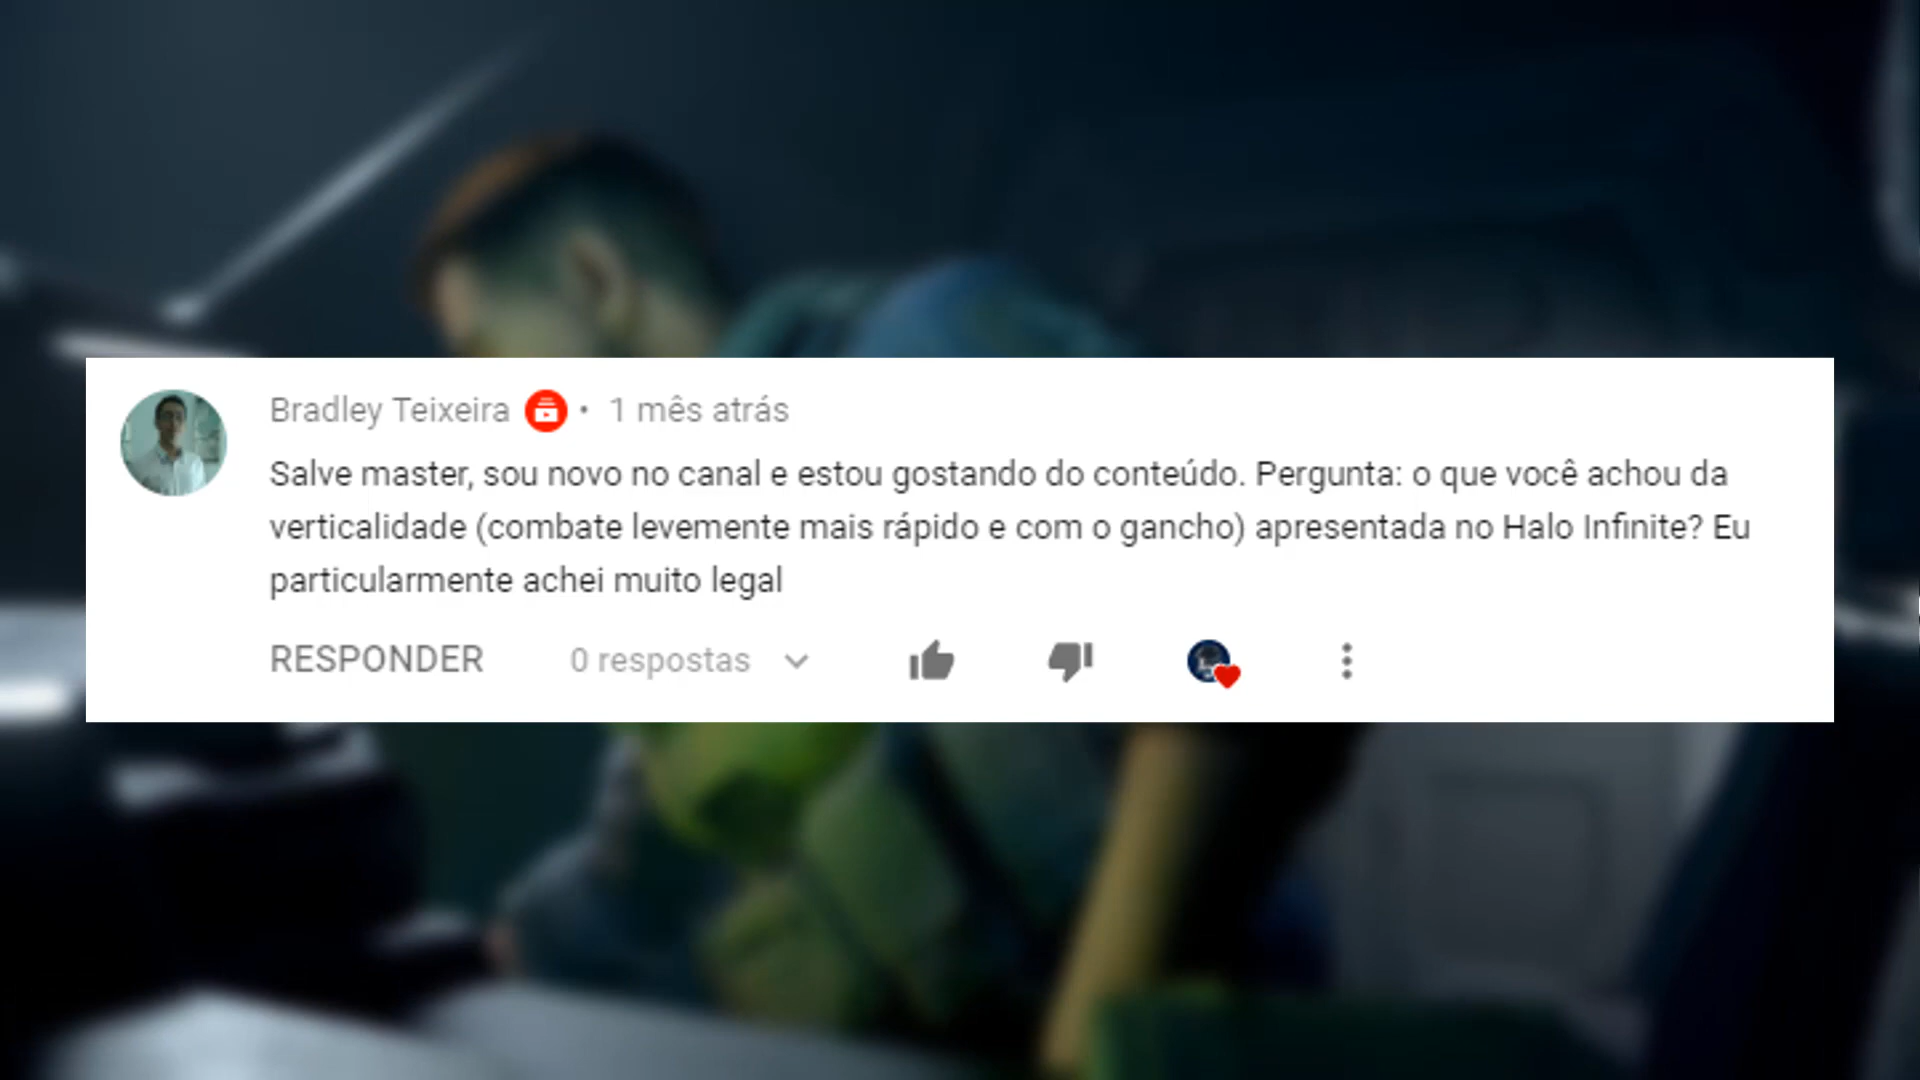 Bradley Teixeira • 1 mês atrás
Salve master, sou novo no canal e estou gostando do conteúdo. Pergunta: o que você achou da
verticalidade (combate levemente mais rápido e com o gancho) apresentada no Halo Infinite? Eu
particularmente achei muito legal
RESPONDER 0 respostas